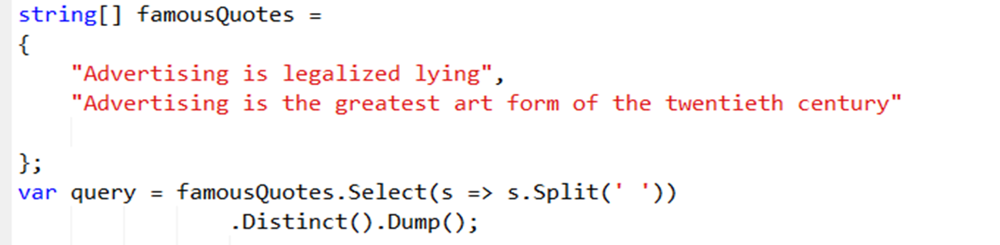 string[] famousQuotes =
{
"Advertising is legalized lying",
"Advertising is the greatest art form of the twentieth century"
};
var query = famousQuotes.Select(s => s.Split(' '))
.Distinct().Dump();